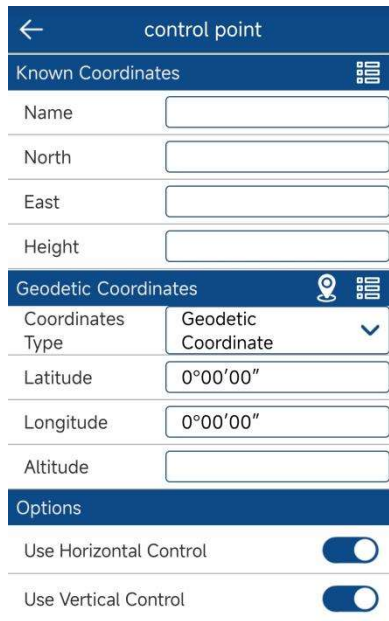 control point
Known Coordinates
Name
North
East
Height
Geodetic Coordinates
Coordinates
Type
Geodetic
Coordinate
Latitude 0°00′00″
Longitude 0°00′00″
Altitude
Options
Use Horizontal Control
Use Vertical Control